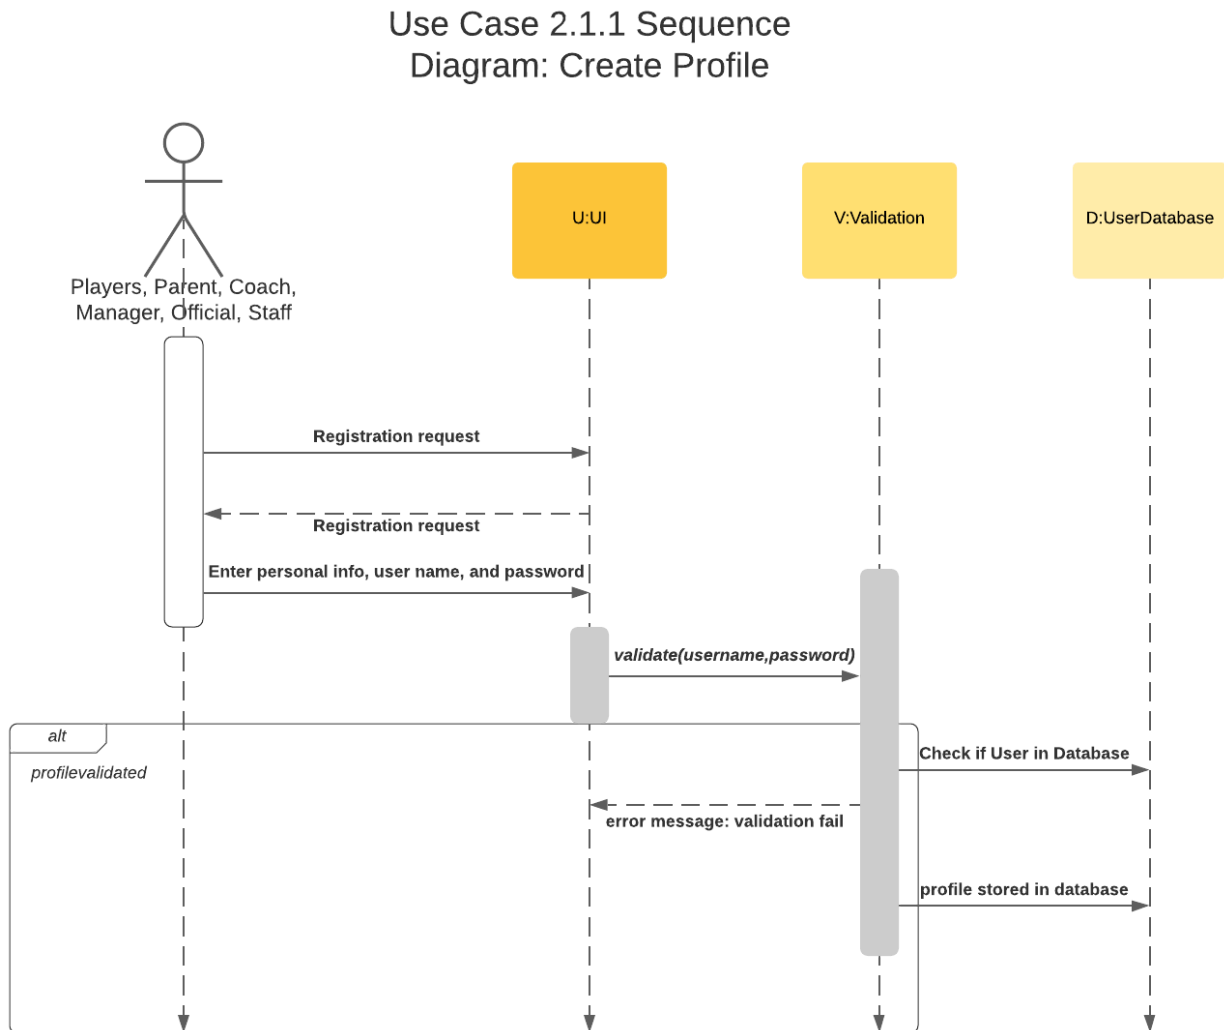 Use Case 2.1.1 Sequence
Diagram: Create Profile
U:UI
V:Validation
D:UserDatabase
Players, Parent, Coach,
Manager, Official, Staff
Registration request
Registration request
Enter personal info, user name, and password
validate(username,password)
alt
profilevalidated
Check if User in Database
error message: validation fail
profile stored in database